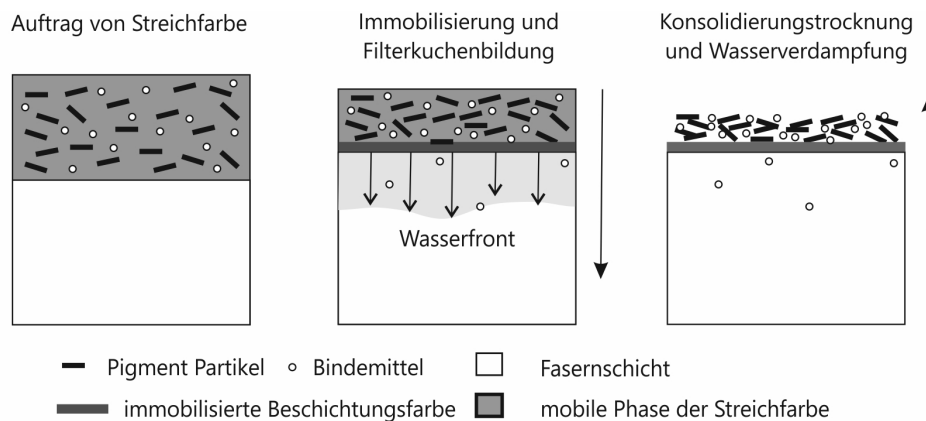 Auftrag von Streichfarbe
Immobilisierung und
Filterkuchenbildung
Konsolidierungstrocknung
und Wasserverdampfung
Wasserfront
Pigment Partikel
Bindemittel
Fasernschicht
immobilisierte Beschichtungsfarbe
mobile Phase der Streichfarbe